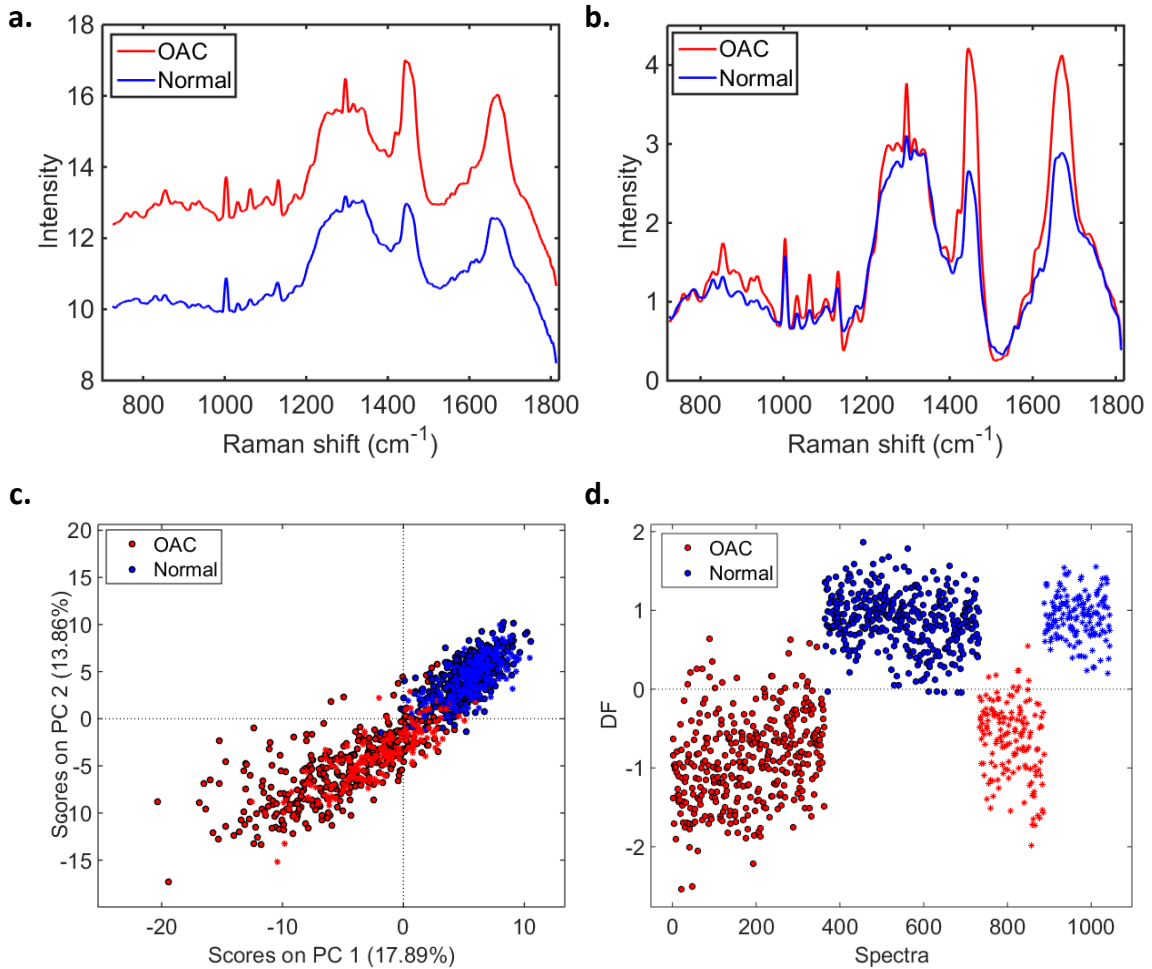 a.
18
16
14
12
10
8
Intensity
OAC
Normal
800 1000 1200 1400 1600 1800
Raman shift (cm⁻¹)
b.
4
3
2
1
0
Intensity
OAC
Normal
800 1000 1200 1400 1600 1800
Raman shift (cm⁻¹)
c.
20
15
10
5
0
-5
-10
-15
Scores on PC 2 (13.86%)
OAC
Normal
-20 -10 0 10
Scores on PC 1 (17.89%)
d.
2
1
0
-1
-2
DF
OAC
Normal
0 200 400 600 800 1000
Spectra